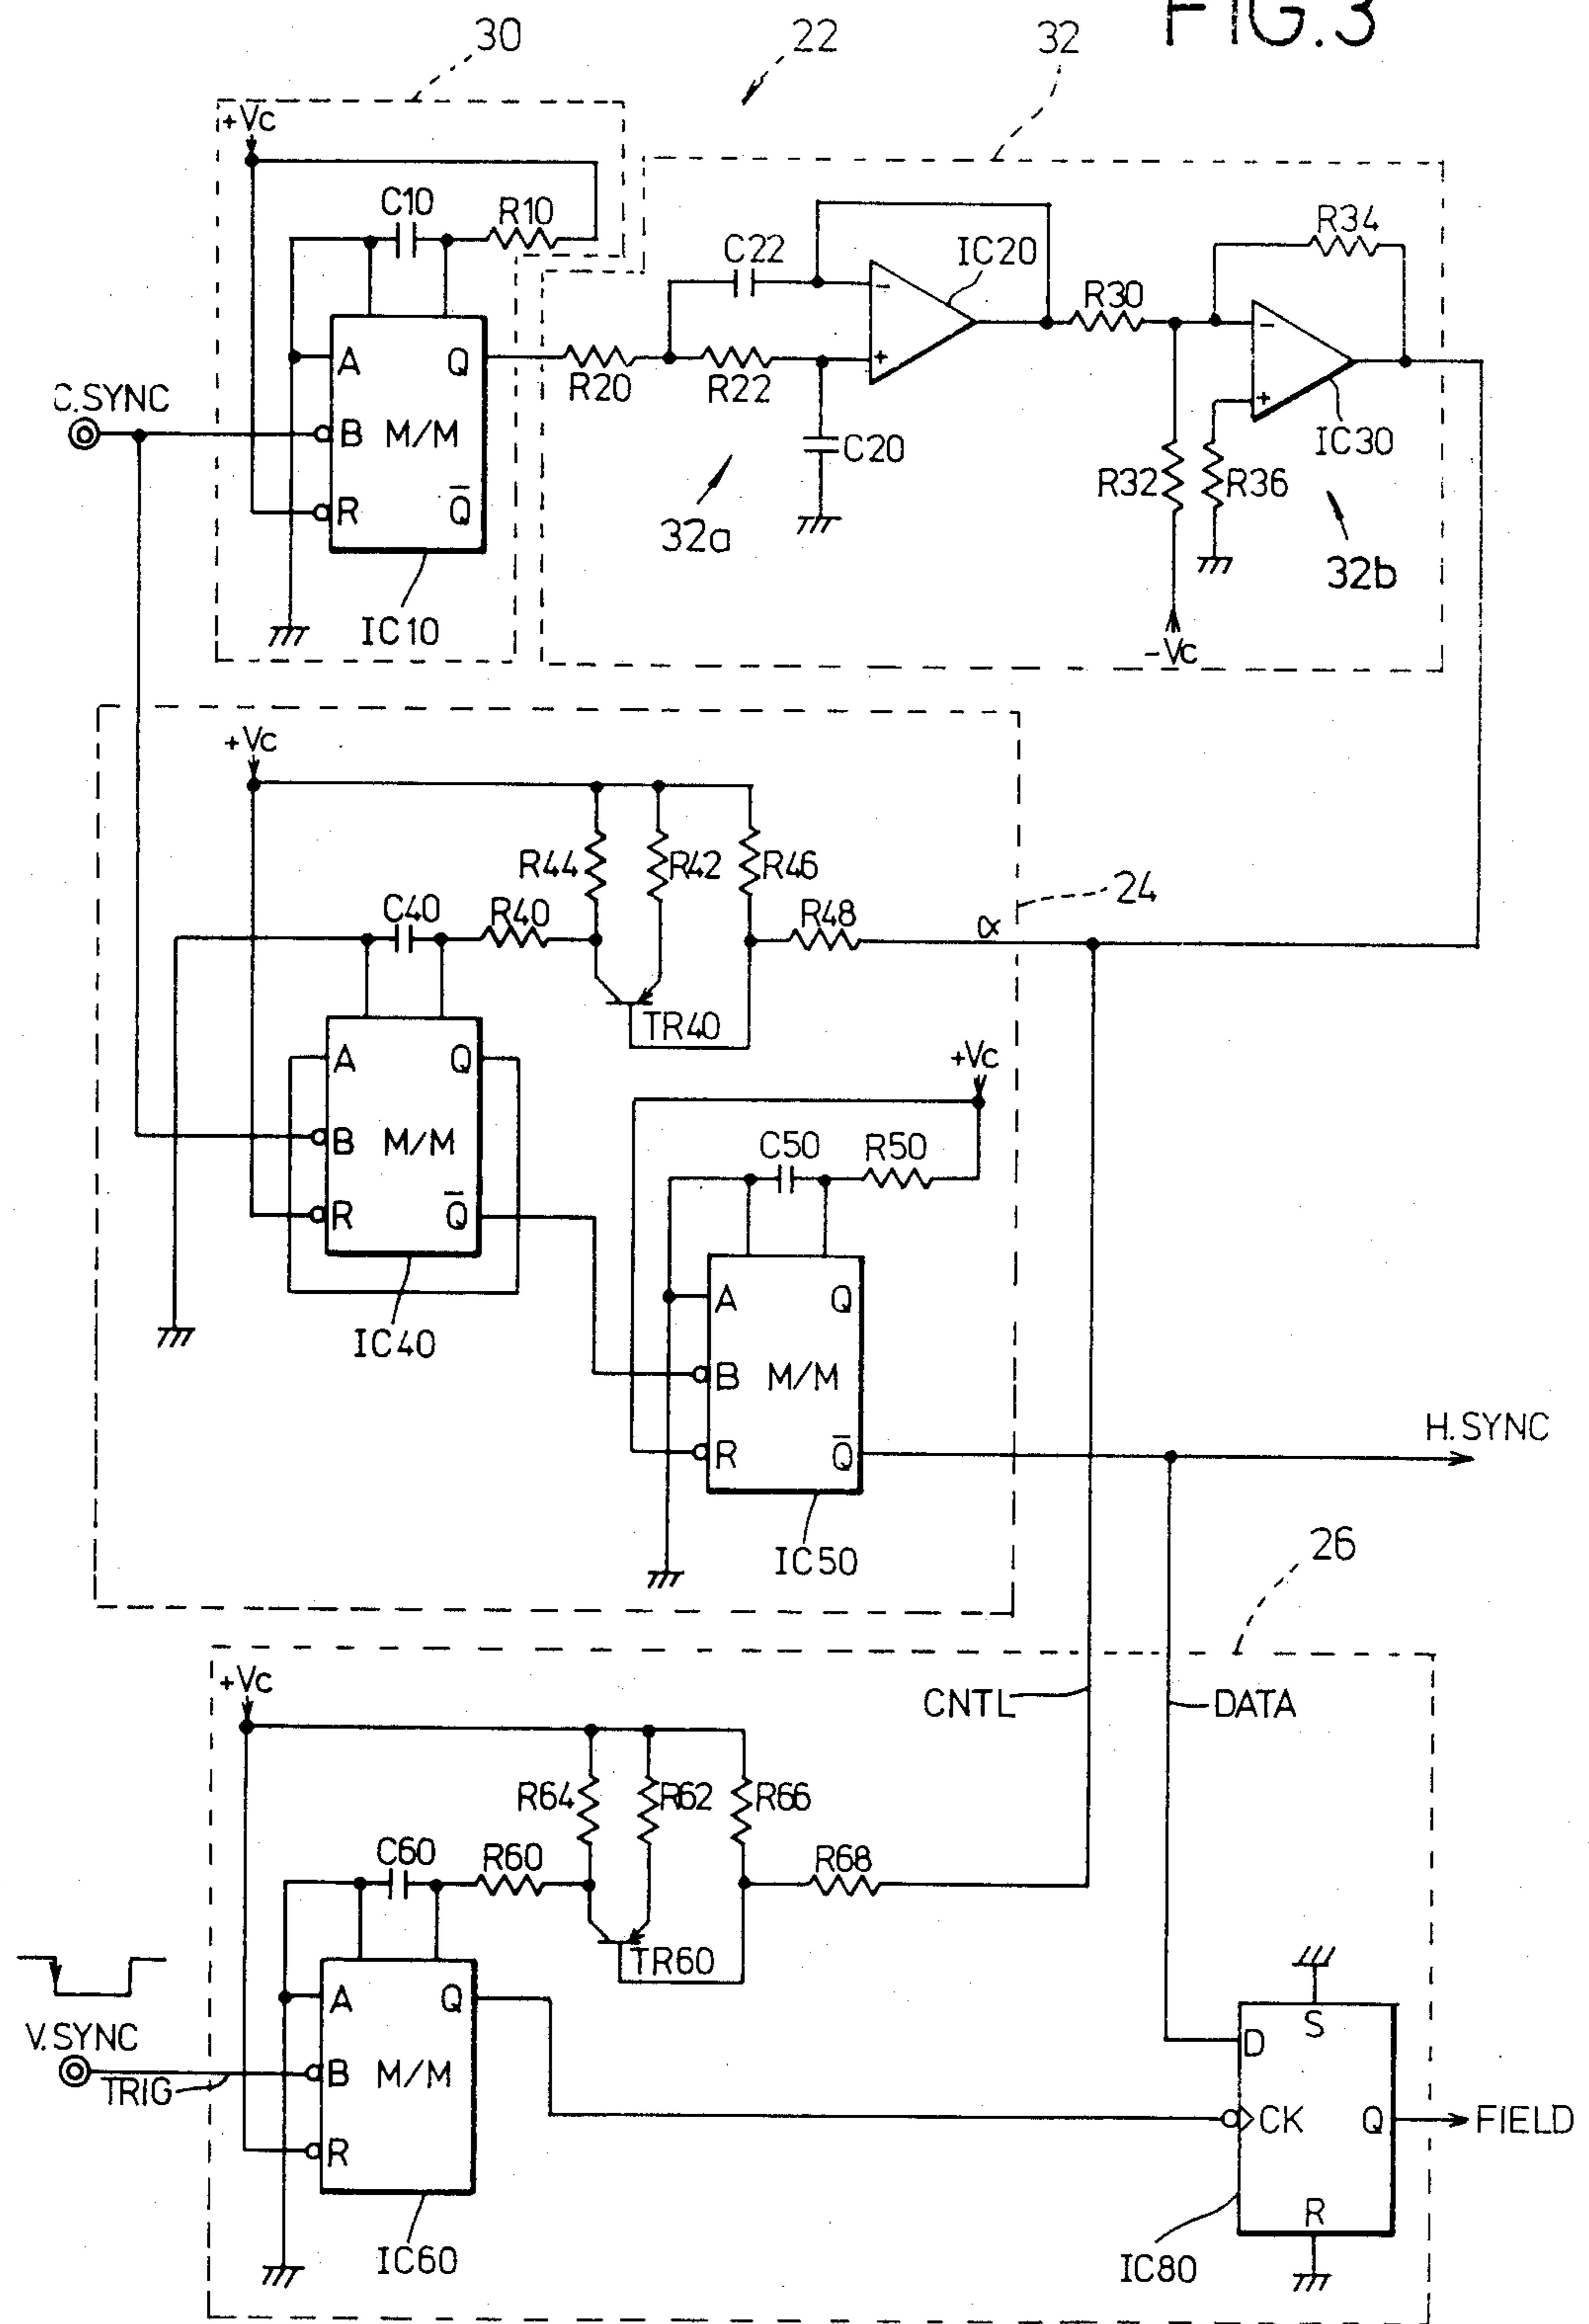 FIG.3
30
22
32
+Vc
C10
R10
A
Q
B
M/M
R
Q̅
IC10
C.SYNC
C22
IC20
-
+
R20
R22
C20
32a
R30
R34
-
+
IC30
R32
R36
32b
-Vc
+Vc
R44
R42
R46
24
C40
R40
R48
α
TR40
A
Q
B
M/M
R
Q̅
IC40
+Vc
C50
R50
A
Q
B
M/M
R
Q̅
IC50
H.SYNC
26
+Vc
CNTL
DATA
R64
R62
R66
C60
R60
R68
TR60
A
Q
V.SYNC
TRIG
B
M/M
R
IC60
S
D
CK
Q
FIELD
R
IC80